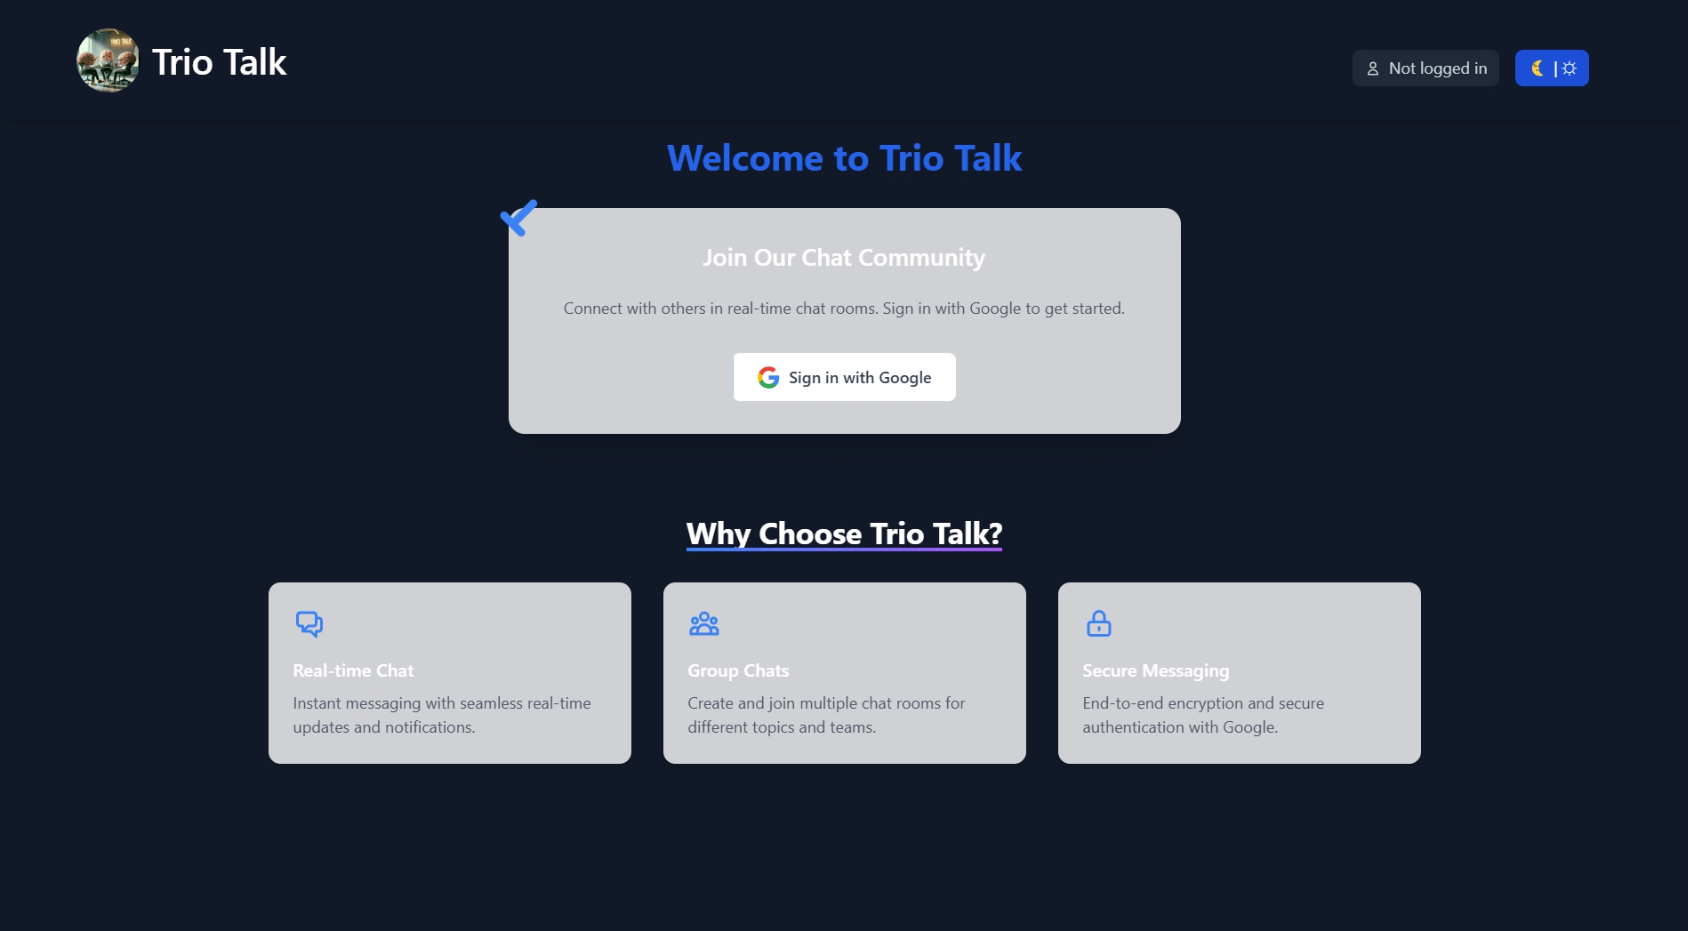 Trio Talk
Not logged in
|
Welcome to Trio Talk
Join Our Chat Community
Connect with others in real-time chat rooms. Sign in with Google to get started.
Sign in with Google
Why Choose Trio Talk?
Real-time Chat
Instant messaging with seamless real-time
updates and notifications.
Group Chats
Create and join multiple chat rooms for
different topics and teams.
Secure Messaging
End-to-end encryption and secure
authentication with Google.